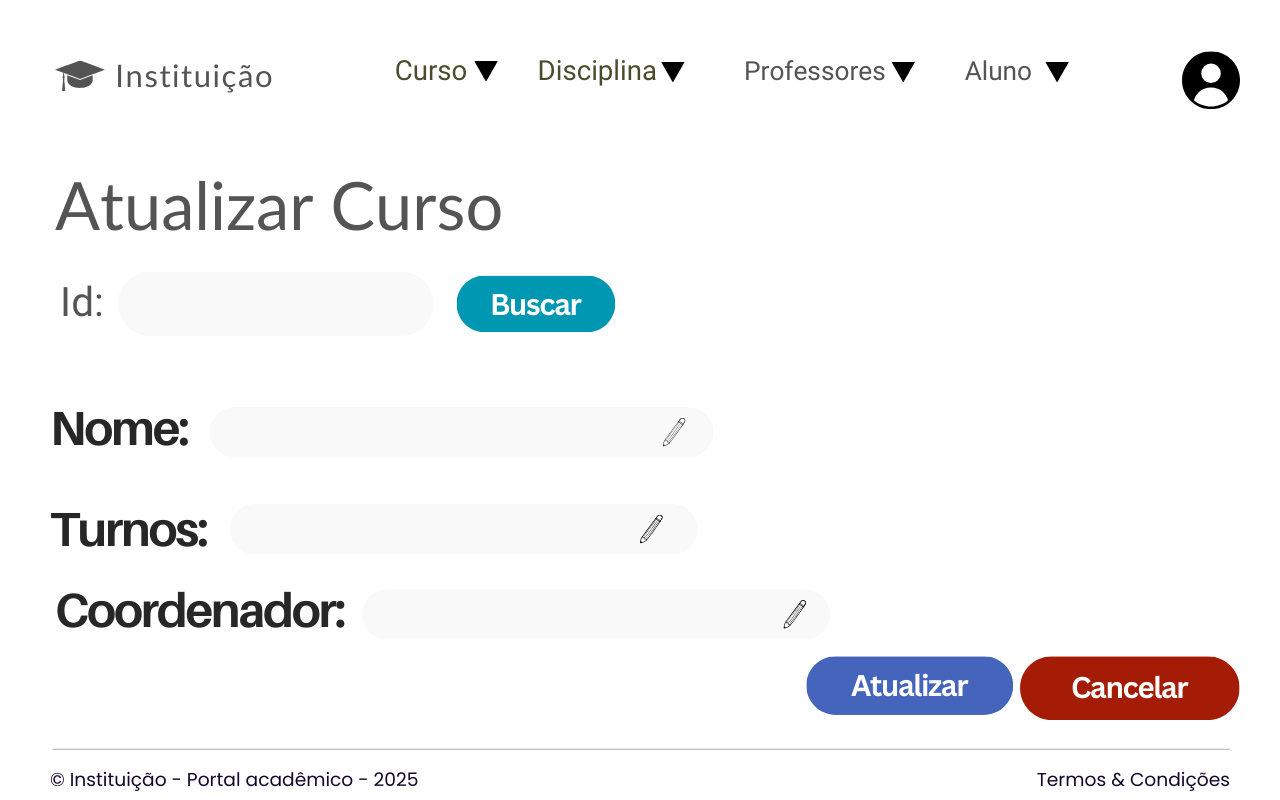 Instituição
Curso ▼ Disciplina ▼ Professores ▼ Aluno ▼
Atualizar Curso
Id: Buscar
Nome:
Turnos:
Coordenador:
Atualizar Cancelar
© Instituição - Portal acadêmico - 2025 Termos & Condições